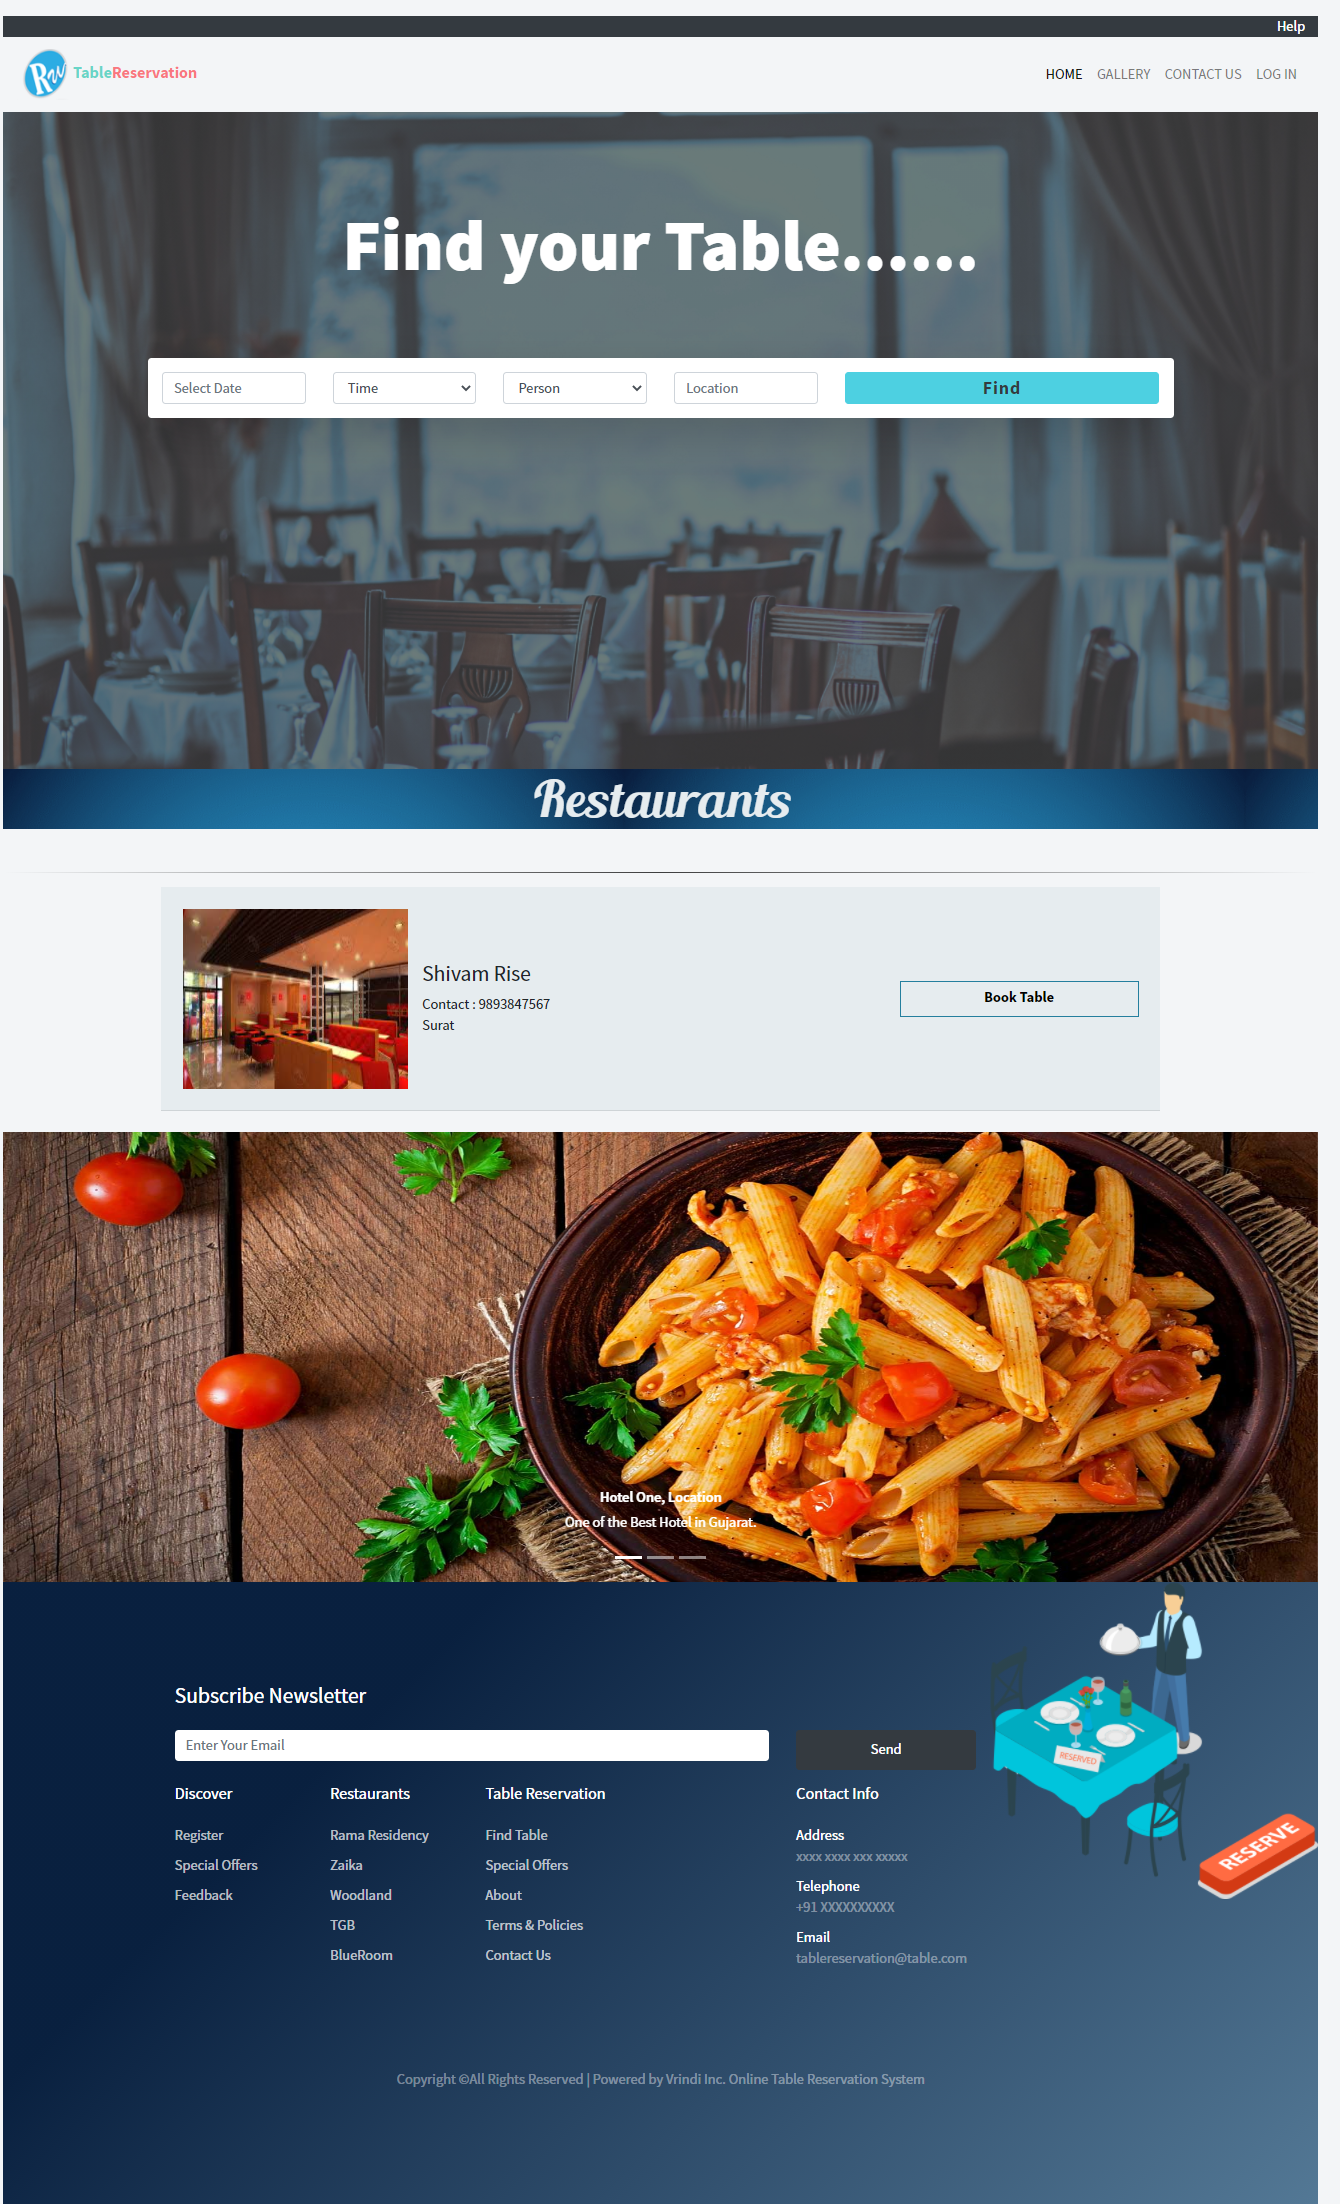 Help
Rw TableReservation
HOME GALLERY CONTACT US LOG IN
Find your Table......
Select Date Time Person Location Find
Restaurants
Shivam Rise
Contact : 9893847567
Surat
Book Table
Hotel One, Location
One of the Best Hotel in Gujarat.
Subscribe Newsletter
Enter Your Email
Send
RESERVED
RESERVE
Discover
Register
Special Offers
Feedback
Restaurants
Rama Residency
Zaika
Woodland
TGB
BlueRoom
Table Reservation
Find Table
Special Offers
About
Terms & Policies
Contact Us
Contact Info
Address
xxxx xxxx xxx xxxxx
Telephone
+91 XXXXXXXXXX
Email
tablereservation@table.com
Copyright ©All Rights Reserved | Powered by Vrindi Inc. Online Table Reservation System